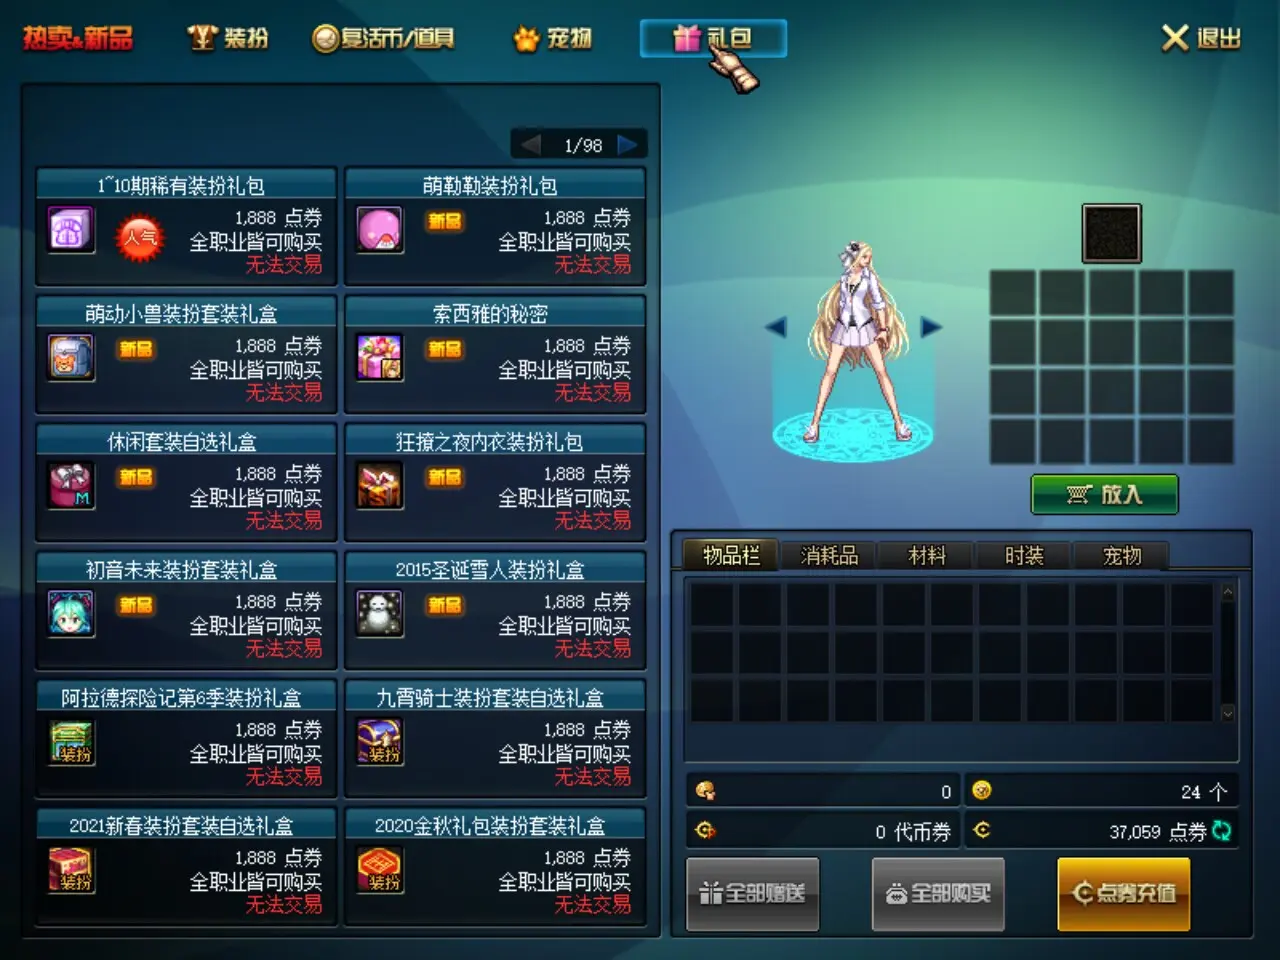 热卖&新品
装扮
复活币/道具
宠物
礼包
退出
1/98
1~10期稀有装扮礼包
人气
1,888 点券
全职业皆可购买
无法交易
萌勒勒装扮礼包
新品
1,888 点券
全职业皆可购买
无法交易
萌动小兽装扮套装礼盒
新品
1,888 点券
全职业皆可购买
无法交易
索西雅的秘密
新品
1,888 点券
全职业皆可购买
无法交易
休闲套装自选礼盒
M
新品
1,888 点券
全职业皆可购买
无法交易
狂撩之夜内衣装扮礼包
新品
1,888 点券
全职业皆可购买
无法交易
初音未来装扮套装礼盒
新品
1,888 点券
全职业皆可购买
无法交易
2015圣诞雪人装扮礼盒
新品
1,888 点券
全职业皆可购买
无法交易
阿拉德探险记第6季装扮礼盒
装扮
1,888 点券
全职业皆可购买
无法交易
九霄骑士装扮套装自选礼盒
装扮
1,888 点券
全职业皆可购买
无法交易
2021新春装扮套装自选礼盒
装扮
1,888 点券
全职业皆可购买
无法交易
2020金秋礼包装扮套装礼盒
装扮
1,888 点券
全职业皆可购买
无法交易
放入
物品栏
消耗品
材料
时装
宠物
0
24 个
0 代币券
37,059 点券
全部赠送
全部购买
点券充值